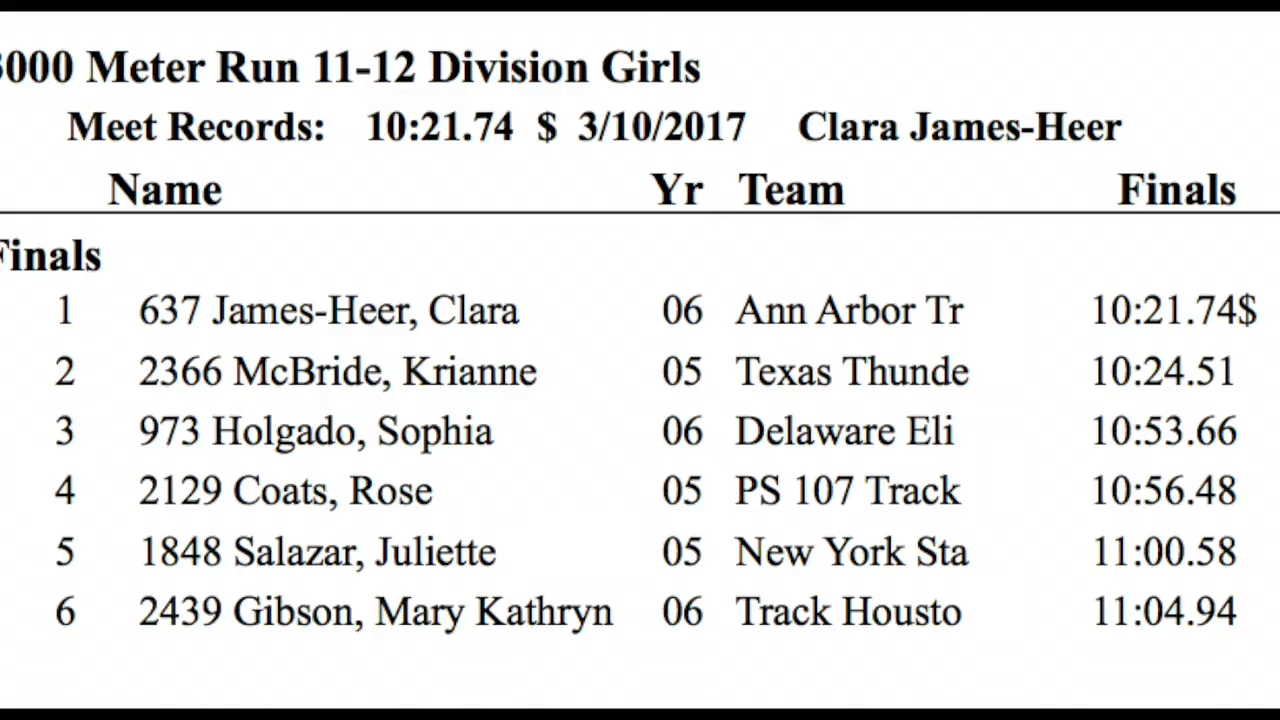 3000 Meter Run 11-12 Division Girls
Meet Records: 10:21.74 $ 3/10/2017 Clara James-Heer
Name Yr Team Finals
Finals
1 637 James-Heer, Clara 06 Ann Arbor Tr 10:21.74$
2 2366 McBride, Krianne 05 Texas Thunde 10:24.51
3 973 Holgado, Sophia 06 Delaware Eli 10:53.66
4 2129 Coats, Rose 05 PS 107 Track 10:56.48
5 1848 Salazar, Juliette 05 New York Sta 11:00.58
6 2439 Gibson, Mary Kathryn 06 Track Housto 11:04.94